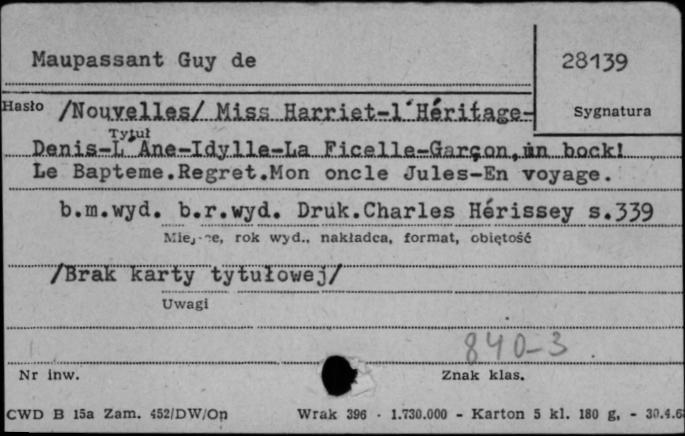 Maupassant Guy de
28139
Hasło /Nouvelles/ Miss Harriet-l'Héritage-
Sygnatura
Tytuł
Denis-L'Ane-Idylle-La Ficelle-Garçon,un bock!
Le Bapteme.Regret.Mon oncle Jules-En voyage.
b.m.wyd. b.r.wyd. Druk.Charles Hérissey s.339
Miejsce, rok wyd., nakładca, format, objętość
/Brak karty tytułowej/
Uwagi
840-3
Nr inw.
Znak klas.
CWD B 15a Zam. 452/DW/Op Wrak 396 - 1.730.000 - Karton 5 kl. 180 g, - 30.4.6